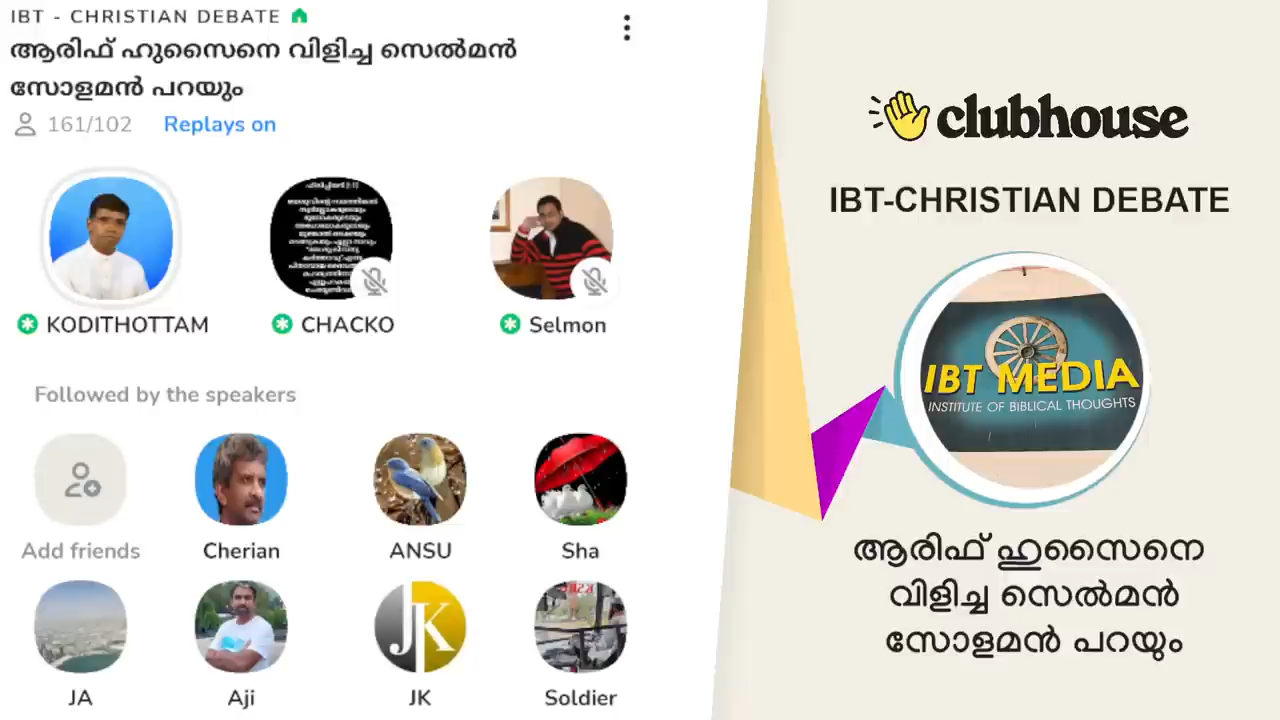 IBT - CHRISTIAN DEBATE
ആരിഫ് ഹുസൈനെ വിളിച്ച സെൽമൻ
സോളമൻ പറയും
161/102 Replays on
KODITHOTTAM CHACKO Selmon
Followed by the speakers
Add friends Cherian ANSU Sha
JK
JA Aji JK Soldier
clubhouse
IBT-CHRISTIAN DEBATE
IBT MEDIA
INSTITUTE OF BIBLICAL THOUGHTS
ആരിഫ് ഹുസൈനെ
വിളിച്ച സെൽമൻ
സോളമൻ പറയും